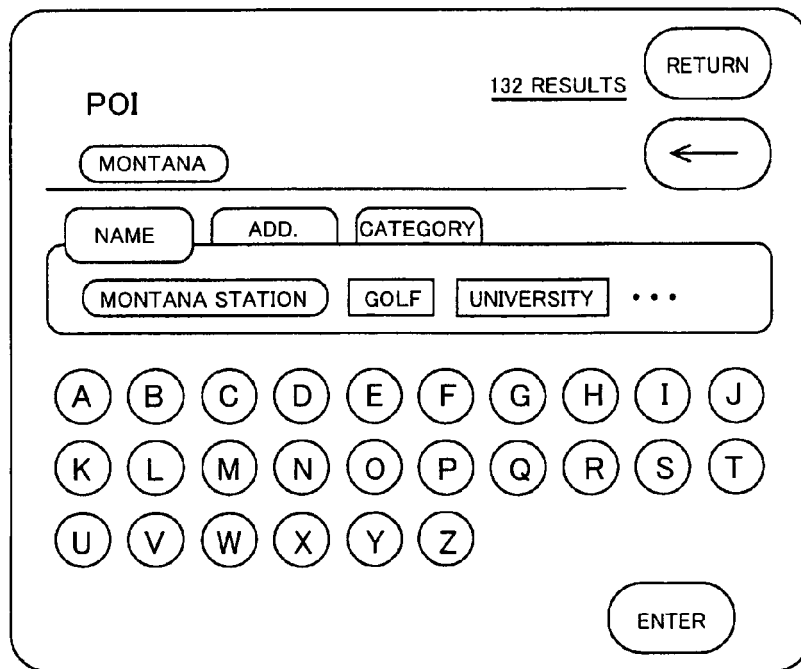 RETURN
132 RESULTS
POI
←
MONTANA
NAME ADD. CATEGORY
MONTANA STATION GOLF UNIVERSITY ・・・
A B C D E F G H I J
K L M N O P Q R S T
U V W X Y Z
ENTER